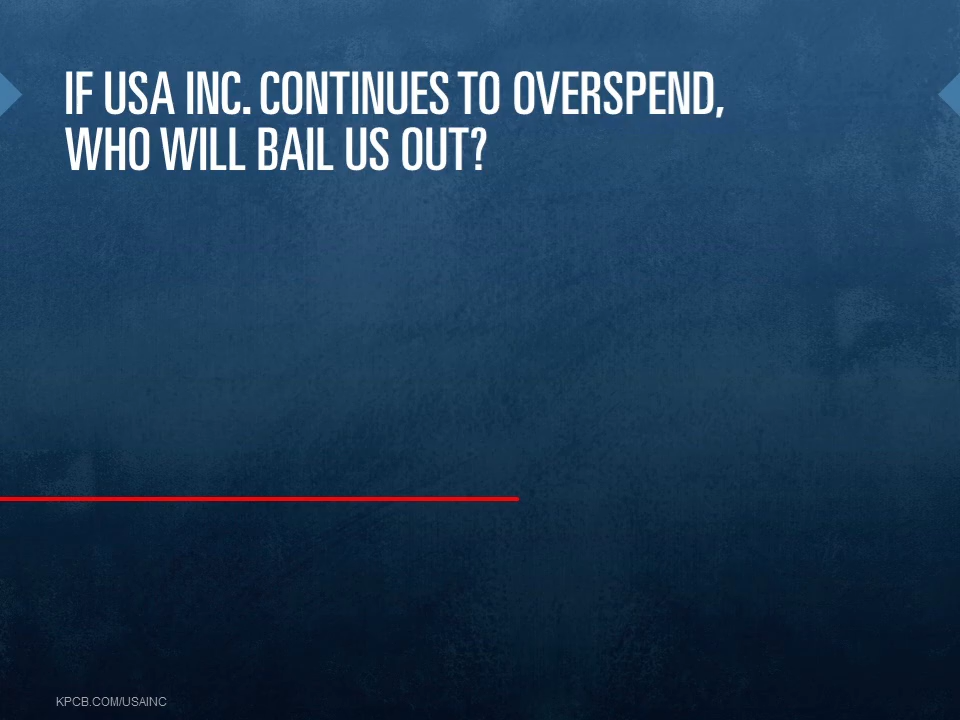 IF USA INC. CONTINUES TO OVERSPEND,
WHO WILL BAIL US OUT?
KPCB.COM/USAINC